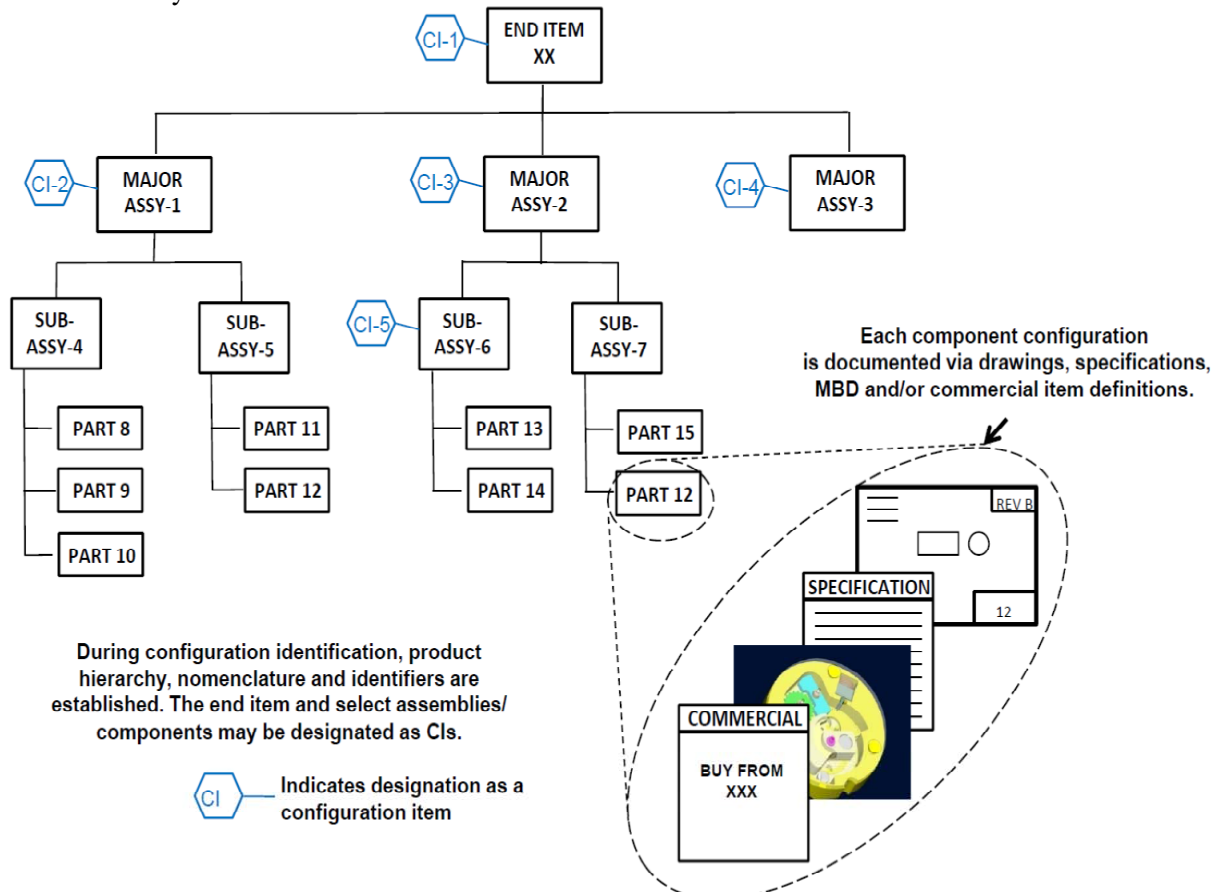 CI-1
END ITEM
XX
CI-2
MAJOR
ASSY-1
CI-3
MAJOR
ASSY-2
CI-4
MAJOR
ASSY-3
SUB-
ASSY-4
SUB-
ASSY-5
CI-5
SUB-
ASSY-6
SUB-
ASSY-7
PART 8
PART 9
PART 10
PART 11
PART 12
PART 13
PART 14
PART 15
PART 12
Each component configuration
is documented via drawings, specifications,
MBD and/or commercial item definitions.
REV B
12
SPECIFICATION
COMMERCIAL
BUY FROM
XXX
During configuration identification, product
hierarchy, nomenclature and identifiers are
established. The end item and select assemblies/
components may be designated as CIs.
CI
Indicates designation as a
configuration item